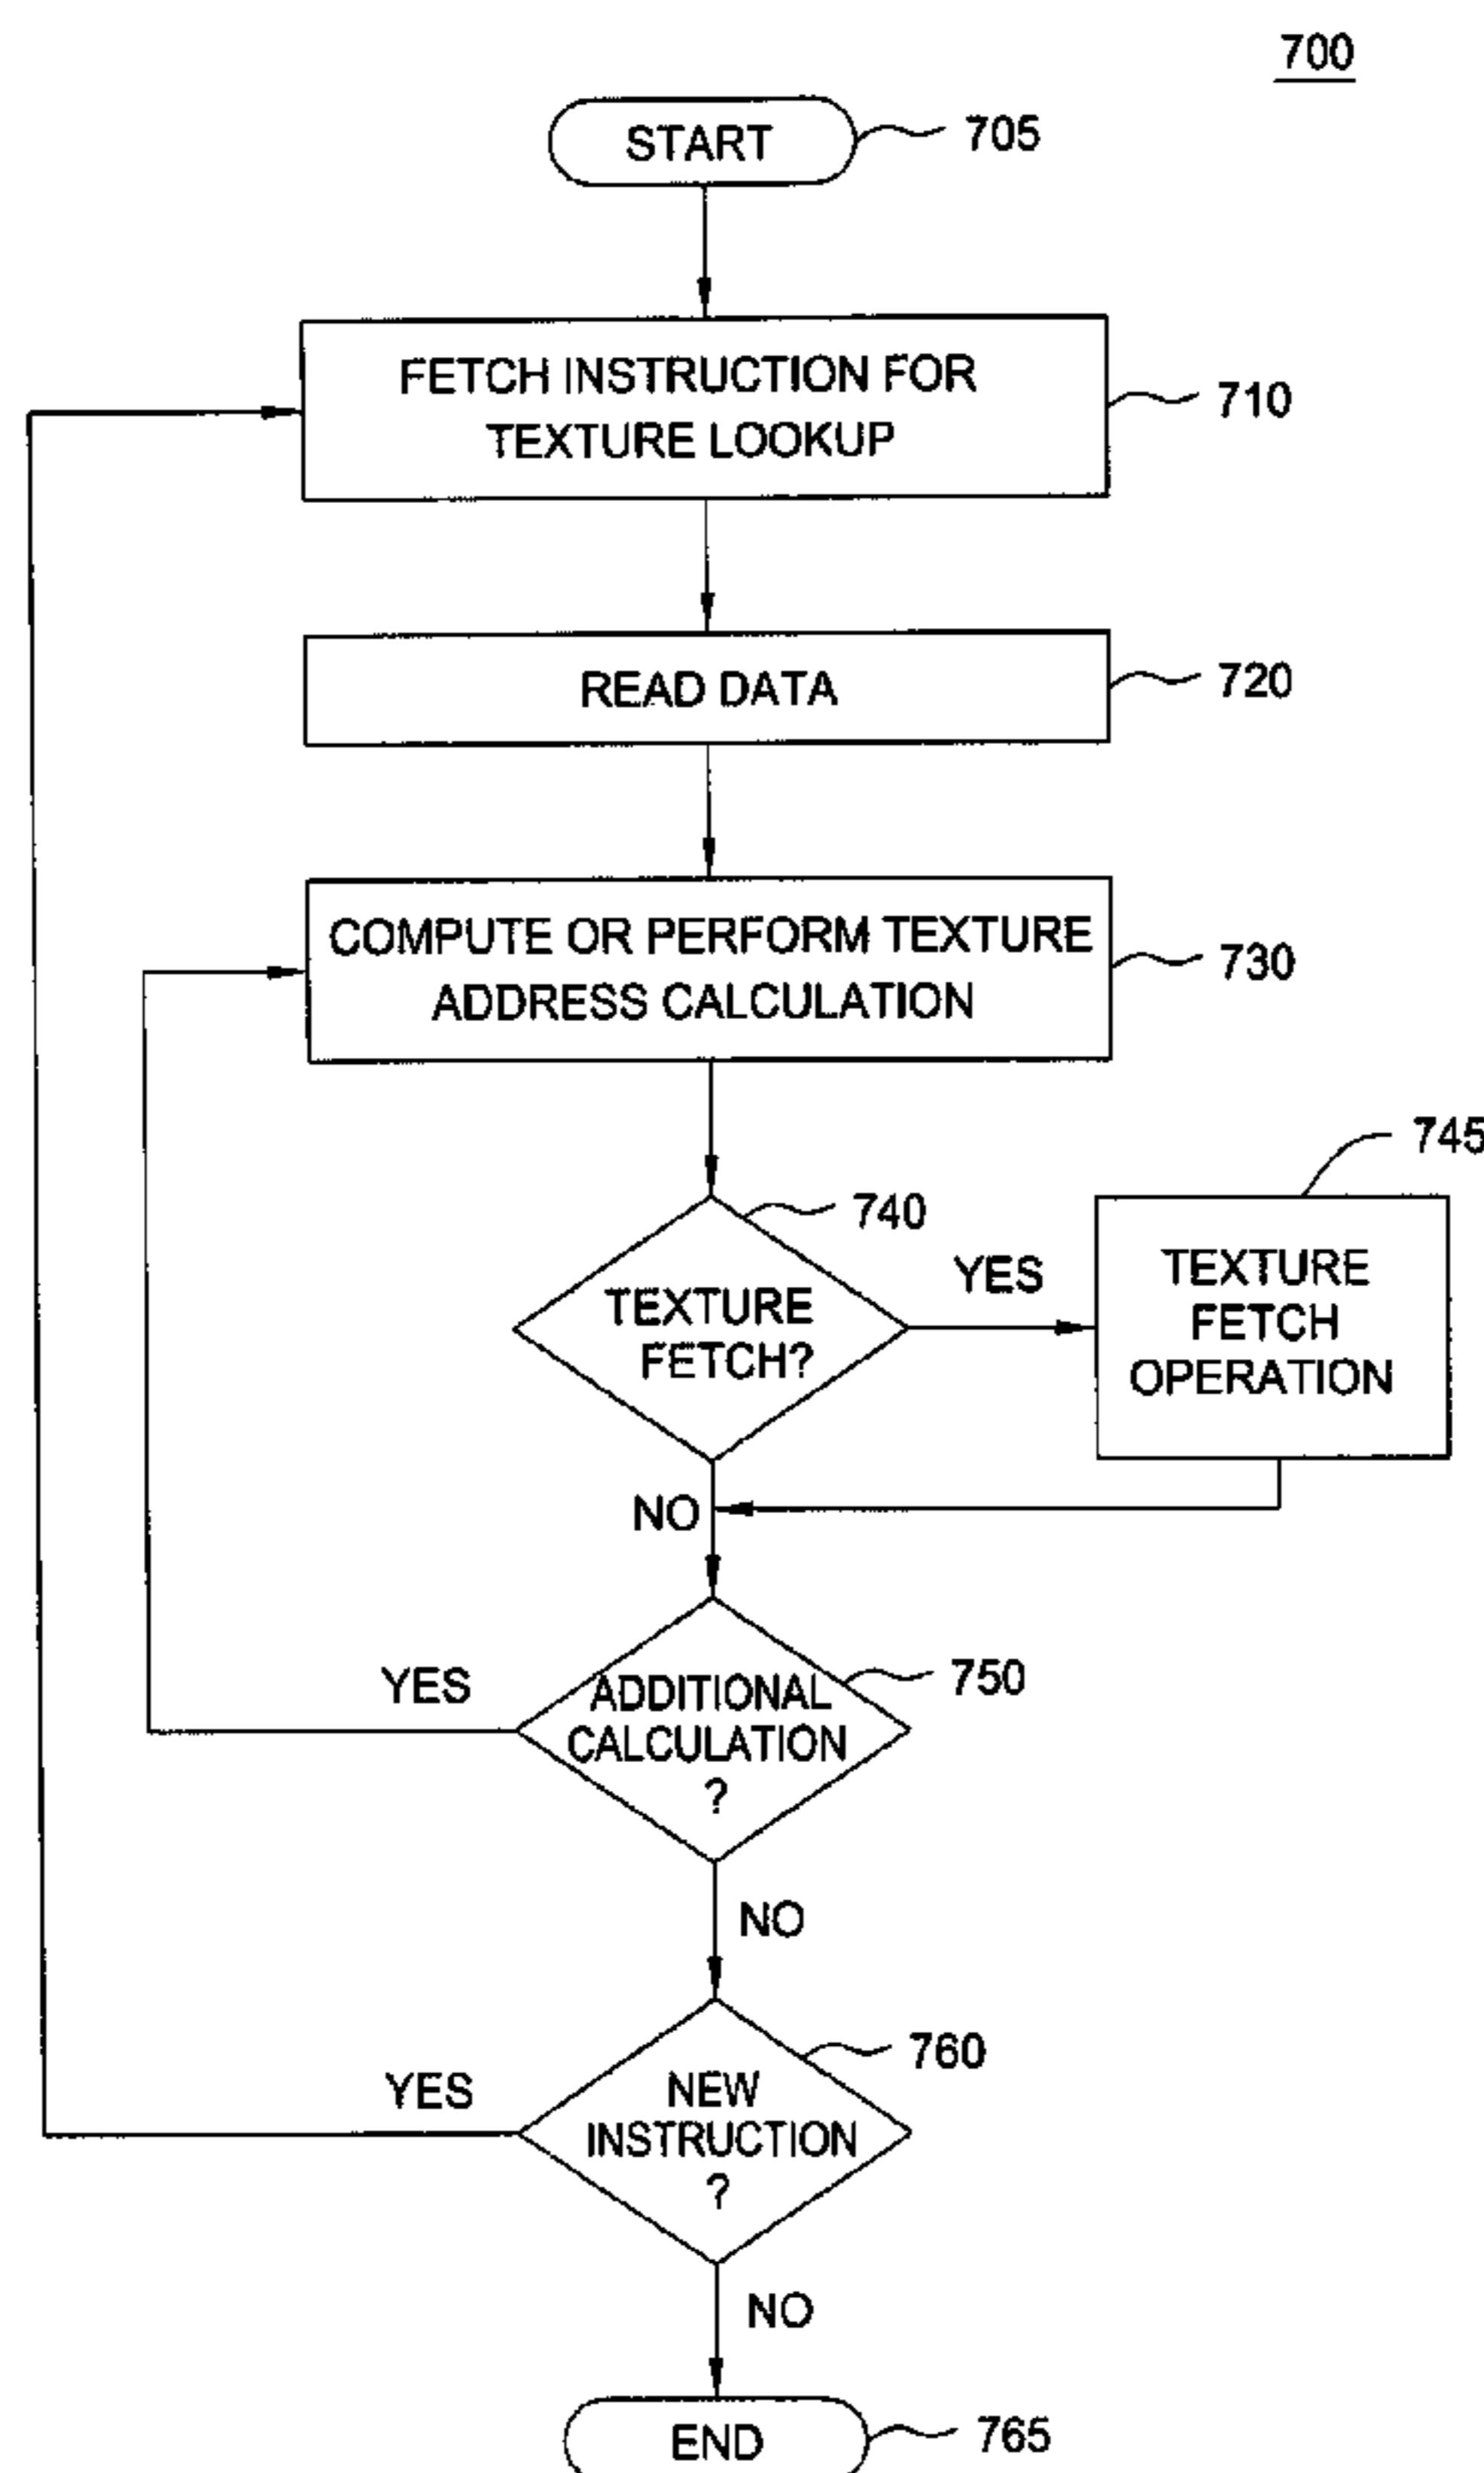 700
START
705
FETCH INSTRUCTION FOR
TEXTURE LOOKUP
710
READ DATA
720
COMPUTE OR PERFORM TEXTURE
ADDRESS CALCULATION
730
740
745
TEXTURE
FETCH?
YES
TEXTURE
FETCH
OPERATION
NO
750
YES
ADDITIONAL
CALCULATION
?
NO
760
YES
NEW
INSTRUCTION
?
NO
END
765